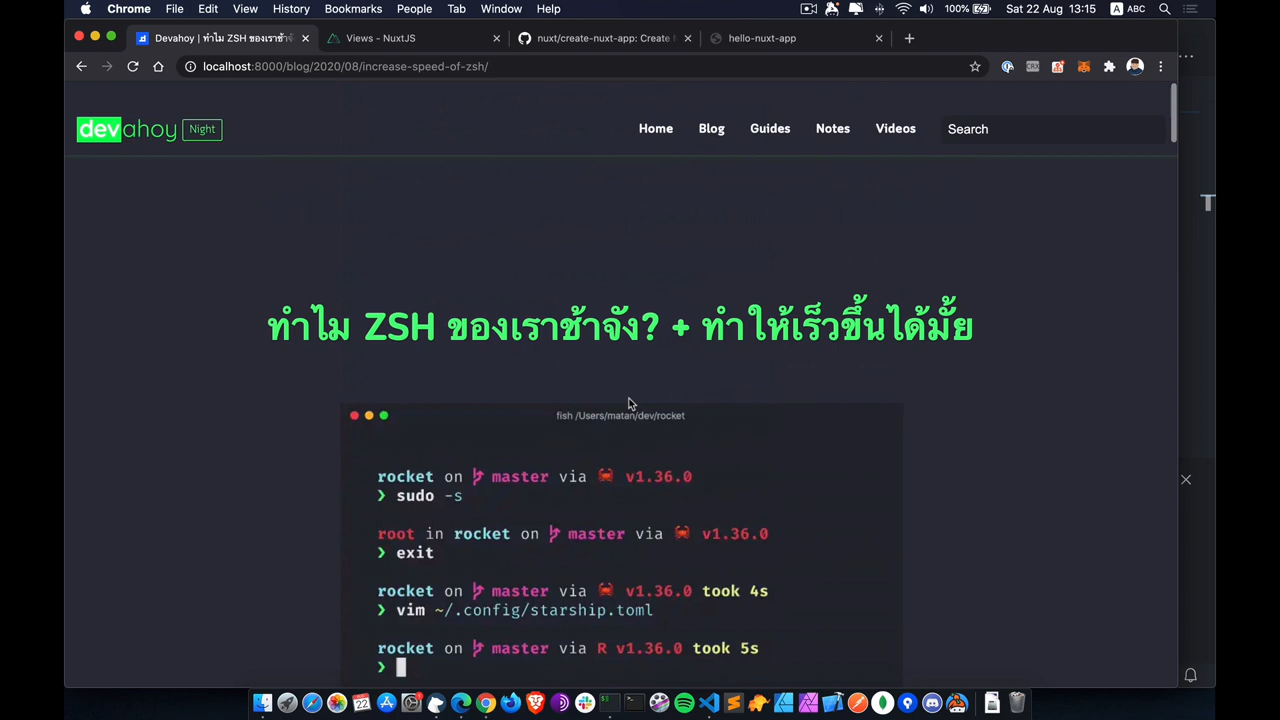 Chrome File Edit View History Bookmarks People Tab Window Help 100% Sat 22 Aug 13:15 A ABC
Devahoy | ทำไม ZSH ของเราช้าจั Views - NuxtJS nuxt/create-nuxt-app: Create hello-nuxt-app
localhost:8000/blog/2020/08/increase-speed-of-zsh/
devahoy Night Home Blog Guides Notes Videos Search
T
ทำไม ZSH ของเราช้าจัง? + ทำให้เร็วขึ้นได้มั้ย
fish /Users/matan/dev/rocket
rocket on master via 🦀 v1.36.0
❯ sudo -s
root in rocket on master via 🦀 v1.36.0
❯ exit
rocket on master via 🦀 v1.36.0 took 4s
❯ vim ~/.config/starship.toml
rocket on master via R v1.36.0 took 5s
❯